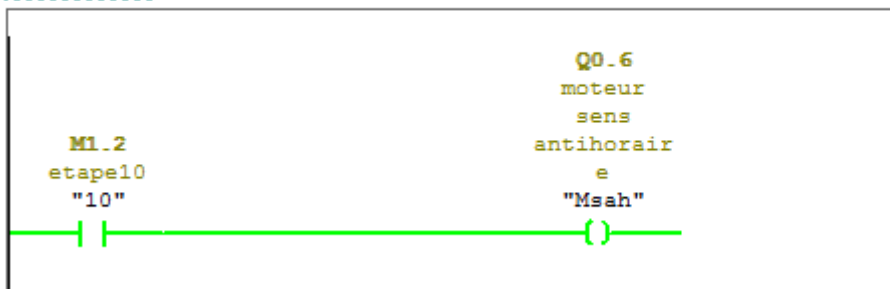 M1.2
etape10
"10"
Q0.6
moteur
sens
antihorair
e
"Msah"